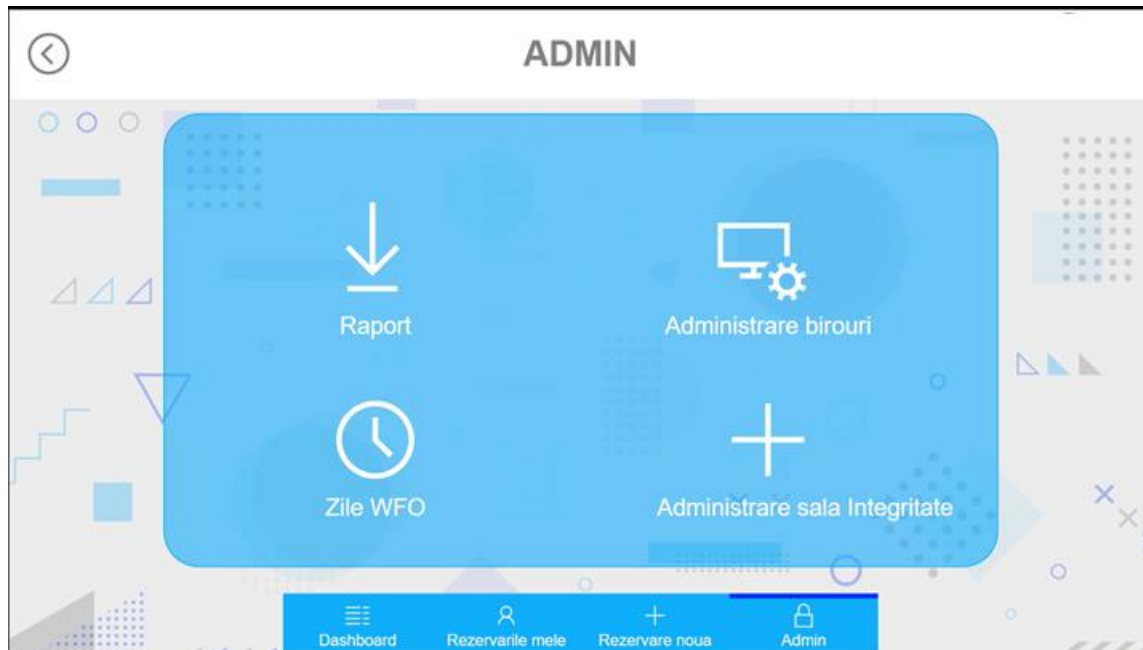 ADMIN
Raport
Administrare birouri
Zile WFO
Administrare sala Integritate
Dashboard
Rezervarile mele
Rezervare noua
Admin